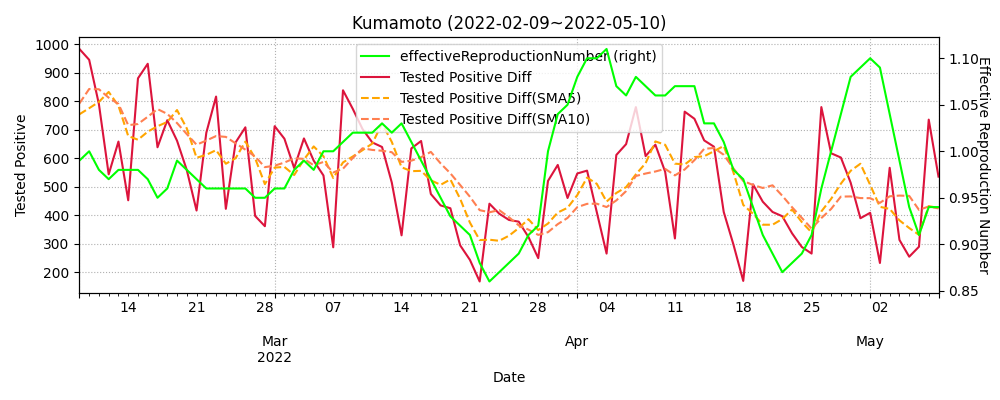 Kumamoto (2022-02-09~2022-05-10)
effectiveReproductionNumber (right)
Tested Positive Diff
Tested Positive Diff(SMA5)
Tested Positive Diff(SMA10)
Tested Positive
1000
900
800
700
600
500
400
300
200
Effective Reproduction Number
1.10
1.05
1.00
0.95
0.90
0.85
14 21 28 07 14 21 28 04 11 18 25 02
Mar Apr May
2022
Date